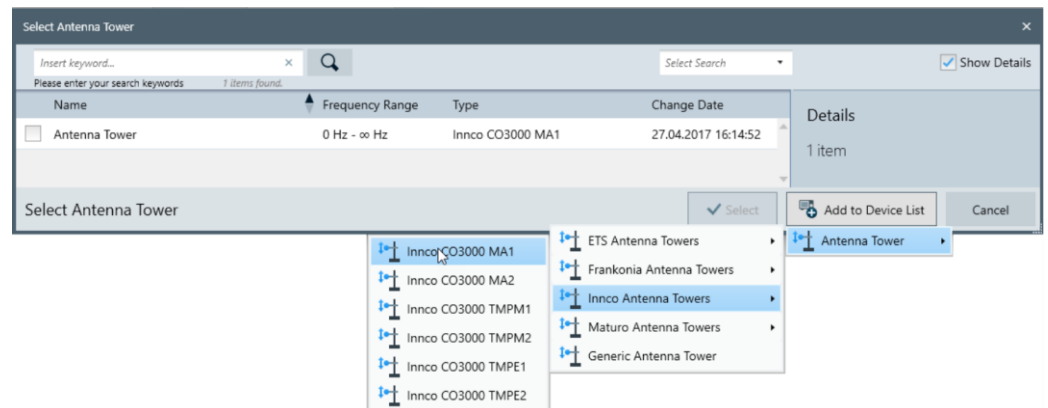 Select Antenna Tower
Insert keyword...
Select Search
Show Details
Please enter your search keywords 1 items found.
Name Frequency Range Type Change Date
Details
Antenna Tower 0 Hz - ∞ Hz Innco CO3000 MA1 27.04.2017 16:14:52
1 item
Select Antenna Tower
Select
Add to Device List
Cancel
Antenna Tower
ETS Antenna Towers
Frankonia Antenna Towers
Innco Antenna Towers
Maturo Antenna Towers
Generic Antenna Tower
Innco CO3000 MA1
Innco CO3000 MA2
Innco CO3000 TMPM1
Innco CO3000 TMPM2
Innco CO3000 TMPE1
Innco CO3000 TMPE2